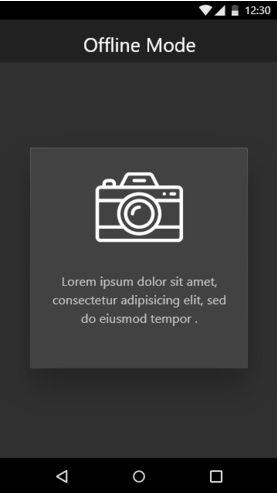 12:30
Offline Mode
Lorem ipsum dolor sit amet,
consectetur adipisicing elit, sed
do eiusmod tempor .